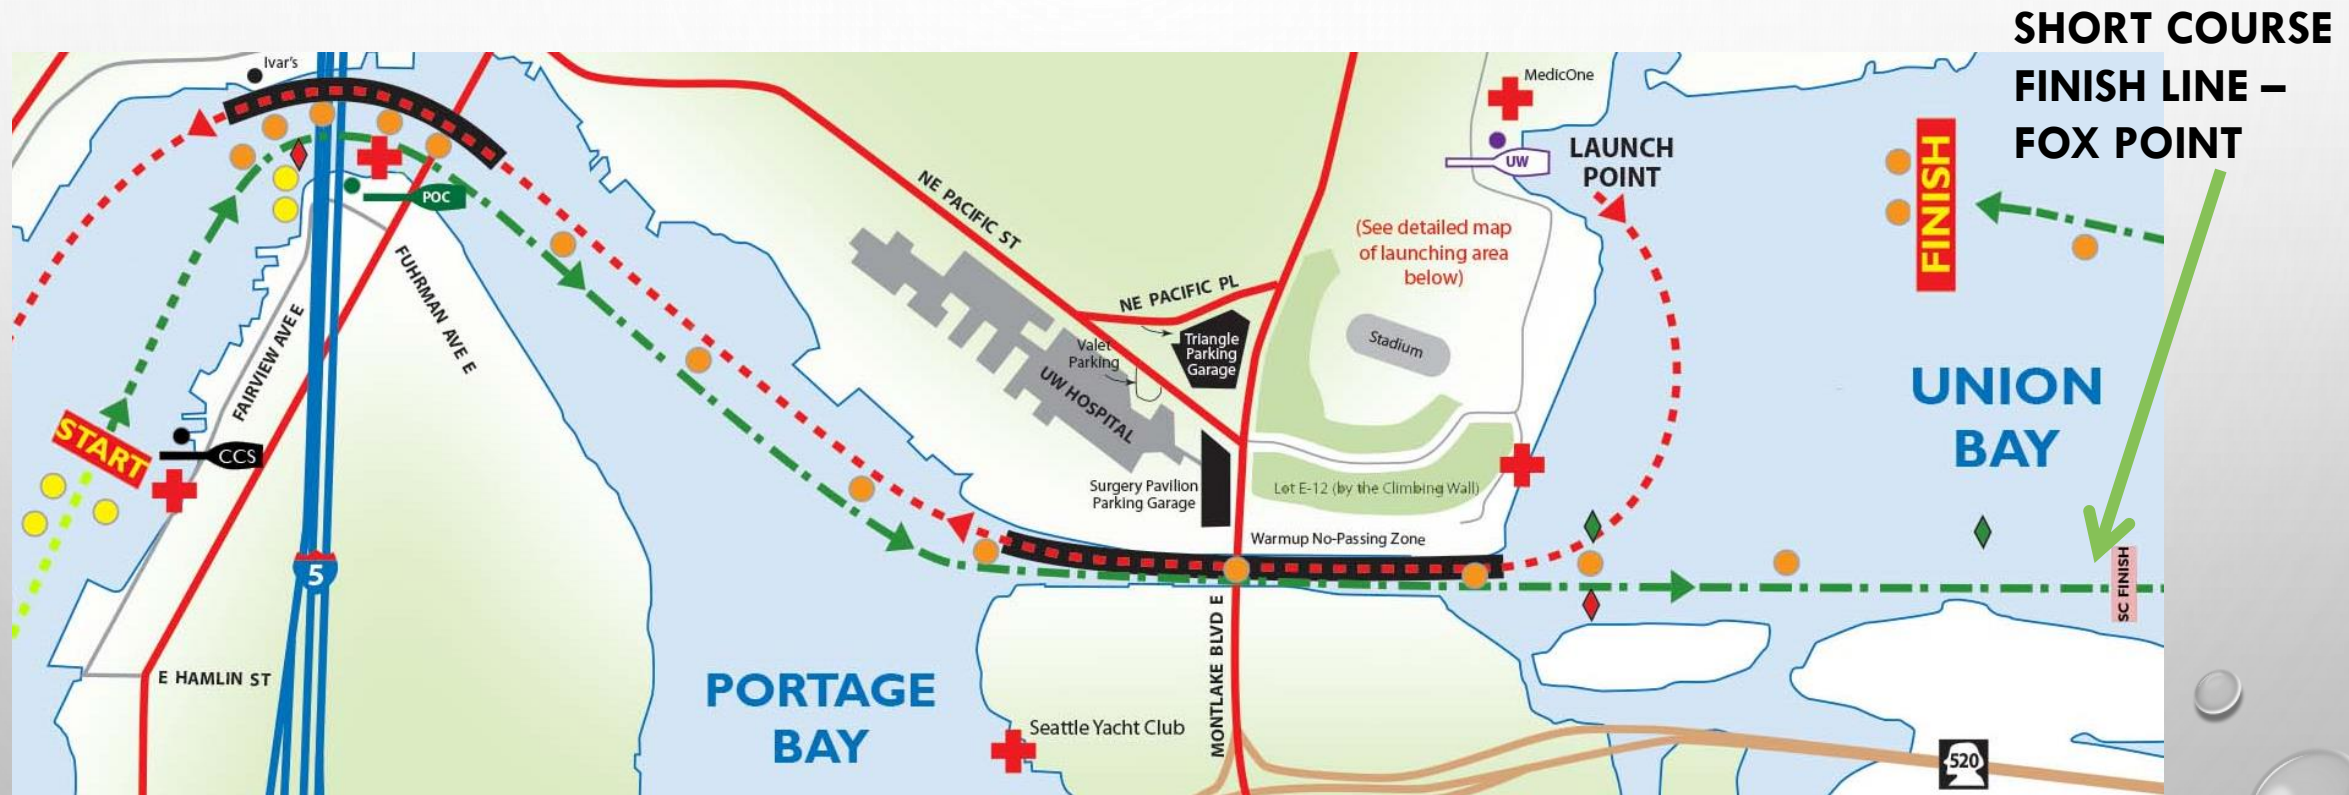 SHORT COURSE
FINISH LINE –
FOX POINT
Ivar's
MedicOne
UW
LAUNCH
POINT
FINISH
POC
NE PACIFIC ST
(See detailed map
of launching area
below)
FUHRMAN AVE E
NE PACIFIC PL
FAIRVIEW AVE E
Valet
Parking
Triangle
Parking
Garage
Stadium
UW HOSPITAL
UNION
BAY
START
CCS
Surgery Pavilion
Parking Garage
Lot E-12 (by the Climbing Wall)
Warmup No-Passing Zone
5
SC FINISH
E HAMLIN ST
PORTAGE
BAY
MONTLAKE BLVD E
Seattle Yacht Club
520